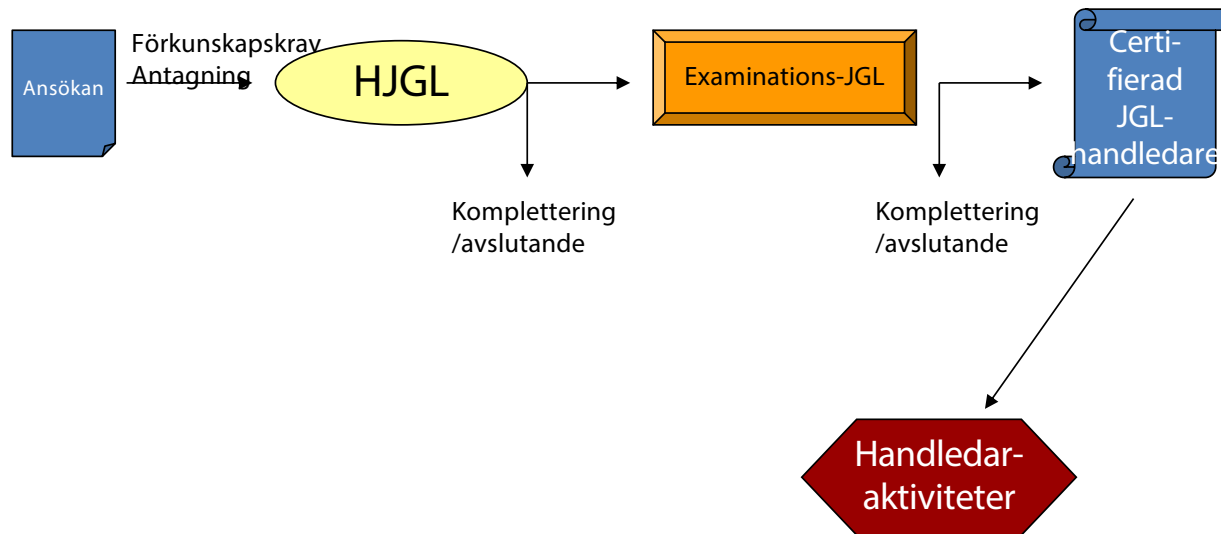 Ansökan
Förkunskapskrav
Antagning
HJGL
Examinations-JGL
Certi-
fierad
JGL-
handledare
Komplettering
/avslutande
Komplettering
/avslutande
Handledar-
aktiviteter